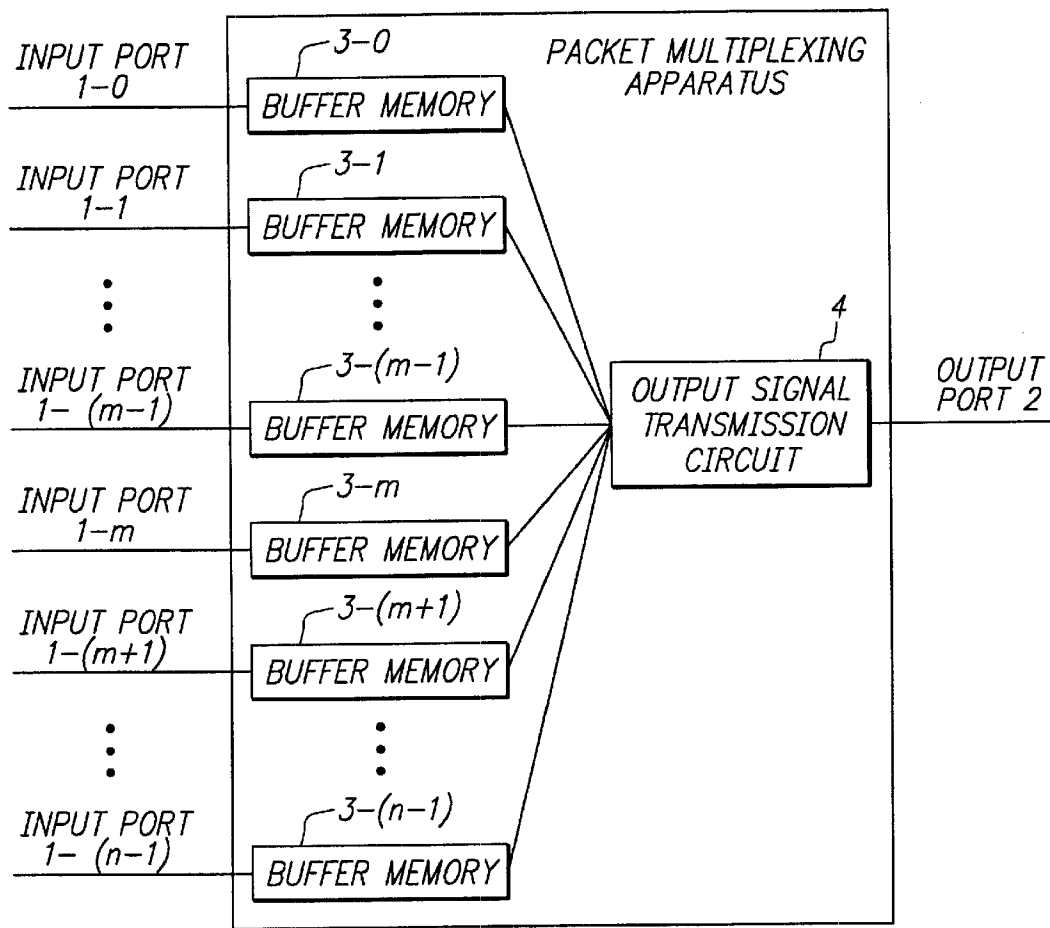 PACKET MULTIPLEXING
APPARATUS
INPUT PORT
1-0
3-0
BUFFER MEMORY
INPUT PORT
1-1
3-1
BUFFER MEMORY
INPUT PORT
1- (m-1)
3-(m-1)
BUFFER MEMORY
4
OUTPUT SIGNAL
TRANSMISSION
CIRCUIT
OUTPUT
PORT 2
INPUT PORT
1-m
3-m
BUFFER MEMORY
INPUT PORT
1-(m+1)
3-(m+1)
BUFFER MEMORY
INPUT PORT
1- (n-1)
3-(n-1)
BUFFER MEMORY